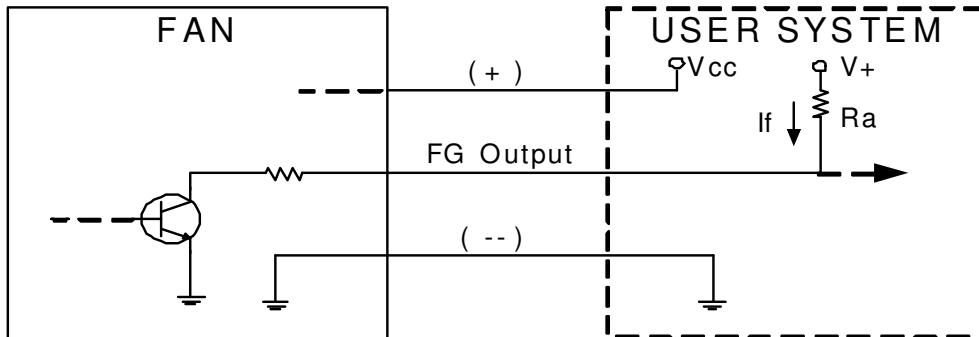 FAN
USER SYSTEM
(+)
Vcc
V+
If
Ra
FG Output
(--)